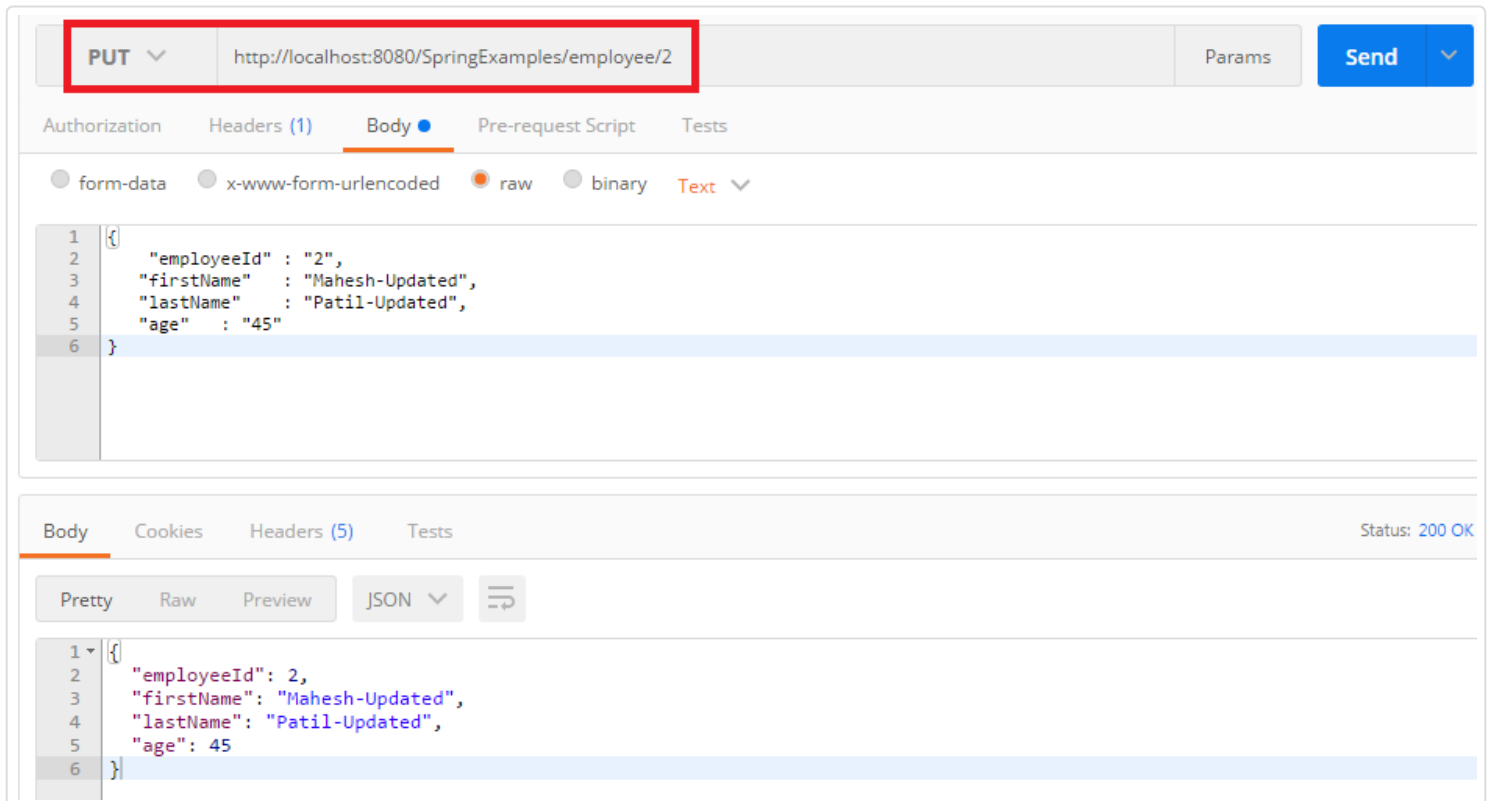 PUT http://localhost:8080/SpringExamples/employee/2 Params Send
Authorization Headers (1) Body Pre-request Script Tests
form-data x-www-form-urlencoded raw binary Text
1 {
2 "employeeId" : "2",
3 "firstName" : "Mahesh-Updated",
4 "lastName" : "Patil-Updated",
5 "age" : "45"
6 }
Body Cookies Headers (5) Tests Status: 200 OK
Pretty Raw Preview JSON
1 {
2 "employeeId": 2,
3 "firstName": "Mahesh-Updated",
4 "lastName": "Patil-Updated",
5 "age": 45
6 }